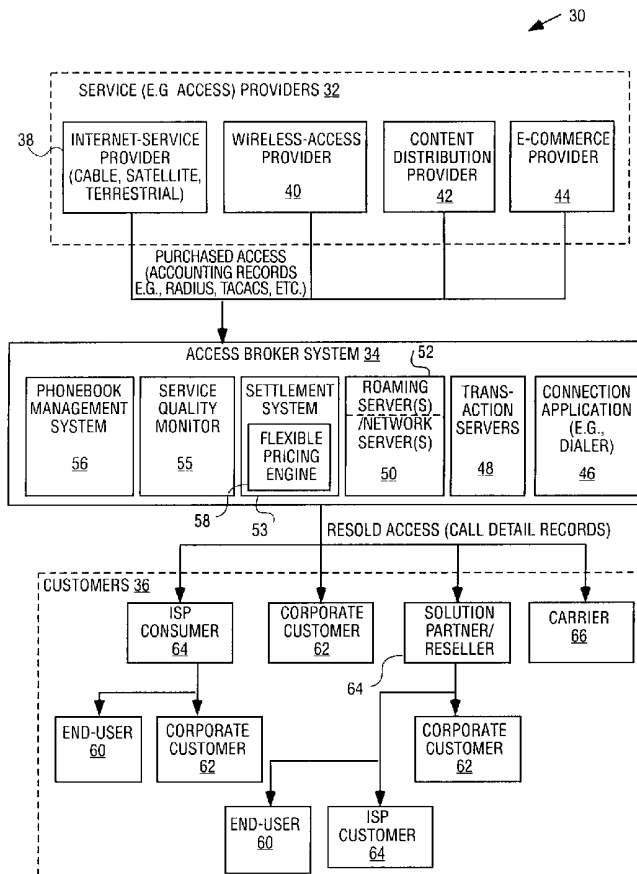 30
SERVICE (E.G ACCESS) PROVIDERS 32
38
INTERNET-SERVICE
PROVIDER
(CABLE, SATELLITE,
TERRESTRIAL)
WIRELESS-ACCESS
PROVIDER
40
CONTENT
DISTRIBUTION
PROVIDER
42
E-COMMERCE
PROVIDER
44
PURCHASED ACCESS
(ACCOUNTING RECORDS
E.G., RADIUS, TACACS, ETC.)
ACCESS BROKER SYSTEM 34
52
PHONEBOOK
MANAGEMENT
SYSTEM
56
SERVICE
QUALITY
MONITOR
55
SETTLEMENT
SYSTEM
FLEXIBLE
PRICING
ENGINE
58
53
ROAMING
SERVER(S)
/NETWORK
SERVER(S)
50
TRANS-
ACTION
SERVERS
48
CONNECTION
APPLICATION
(E.G.,
DIALER)
46
RESOLD ACCESS (CALL DETAIL RECORDS)
CUSTOMERS 36
ISP
CONSUMER
64
CORPORATE
CUSTOMER
62
SOLUTION
PARTNER/
RESELLER
64
CARRIER
66
END-USER
60
CORPORATE
CUSTOMER
62
CORPORATE
CUSTOMER
62
END-USER
60
ISP
CUSTOMER
64